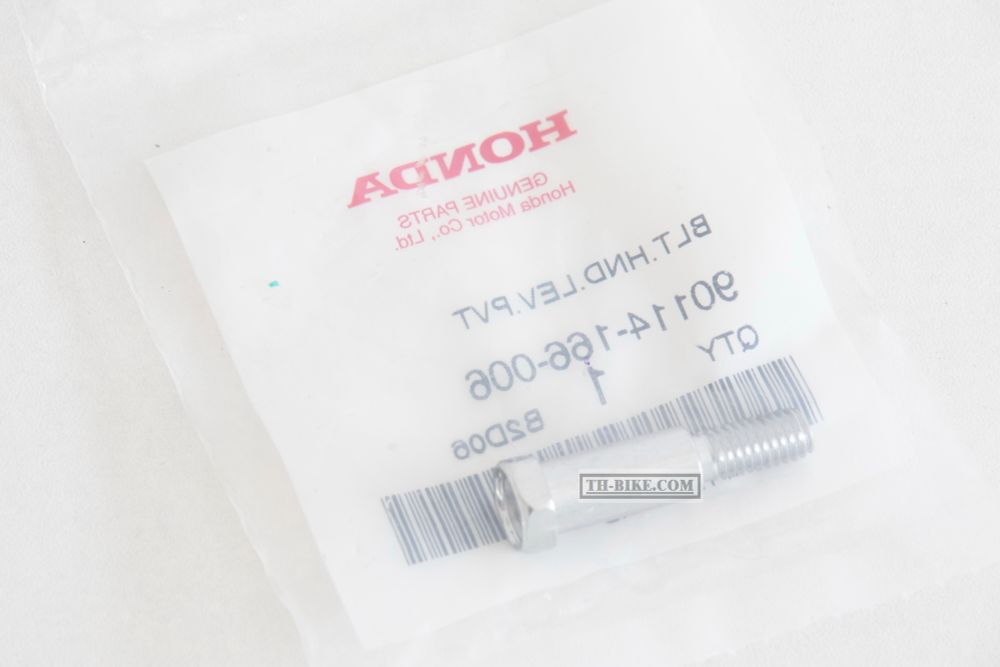 HONDA
GENUINE PARTS
Honda Motor Co., Ltd.
BLT.HND.LEV.PVT
90114-166-006
QTY
1
B2D06
TH-BIKE.COM